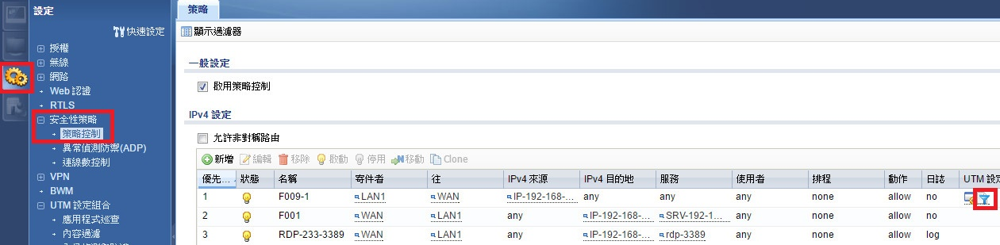 設定
快速設定
授權
無線
網路
Web 認證
RTLS
安全性策略
策略控制
異常偵測防禦(ADP)
連線數控制
VPN
BWM
UTM 設定組合
應用程式巡查
內容過濾
策略
顯示過濾器
一般設定
啟用策略控制
IPv4 設定
允許非對稱路由
新增 編輯 移除 啟動 停用 移動 Clone
優先... 狀態 名稱 寄件者 往 IPv4 來源 IPv4 目的地 服務 使用者 排程 動作 日誌 UTM 設定
1 F009-1 LAN1 WAN IP-192-168-... any any any none allow no
2 F001 WAN LAN1 any IP-192-168-... SRV-192-1... any none allow no
3 RDP-233-3389 WAN LAN1 any IP-192-168-... rdp-3389 any none allow log